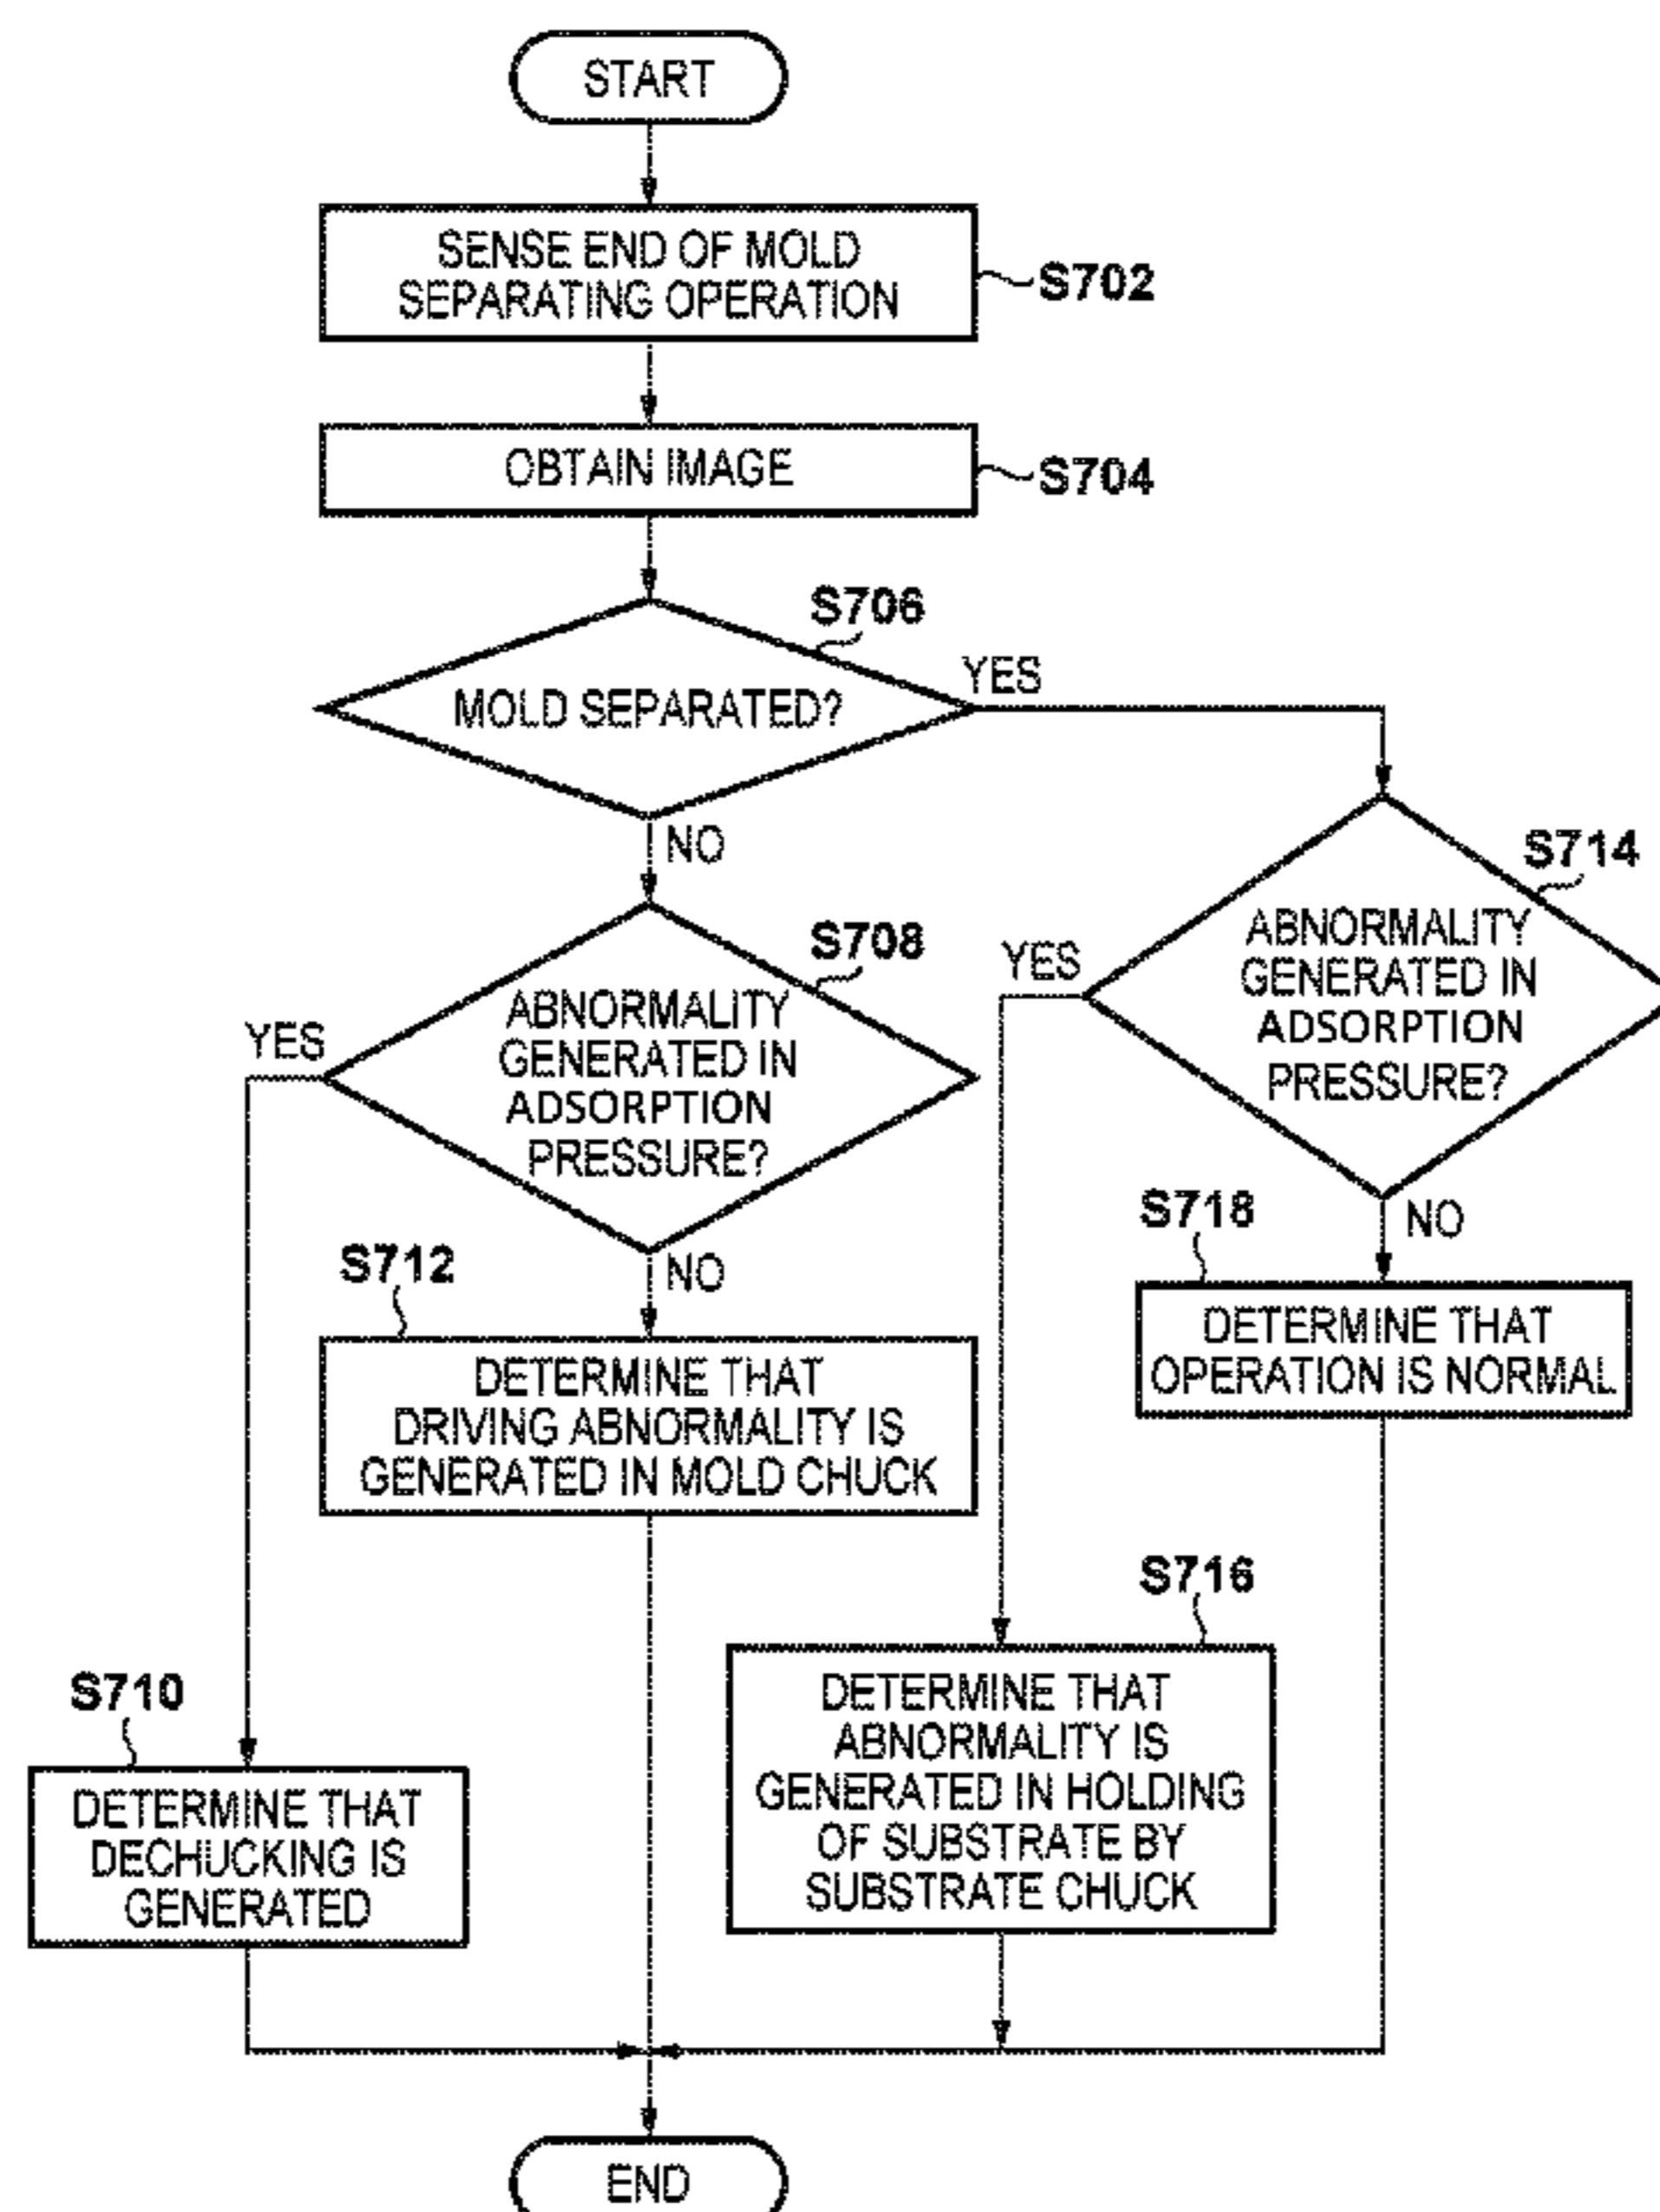 START
SENSE END OF MOLD
SEPARATING OPERATION
S702
OBTAIN IMAGE
S704
S706
MOLD SEPARATED?
YES
NO
S708
ABNORMALITY
GENERATED IN
ADSORPTION
PRESSURE?
YES
NO
S714
ABNORMALITY
GENERATED IN
ADSORPTION
PRESSURE?
YES
NO
S712
DETERMINE THAT
DRIVING ABNORMALITY IS
GENERATED IN MOLD CHUCK
S718
DETERMINE THAT
OPERATION IS NORMAL
S710
DETERMINE THAT
DECHUCKING IS
GENERATED
S716
DETERMINE THAT
ABNORMALITY IS
GENERATED IN HOLDING
OF SUBSTRATE BY
SUBSTRATE CHUCK
END